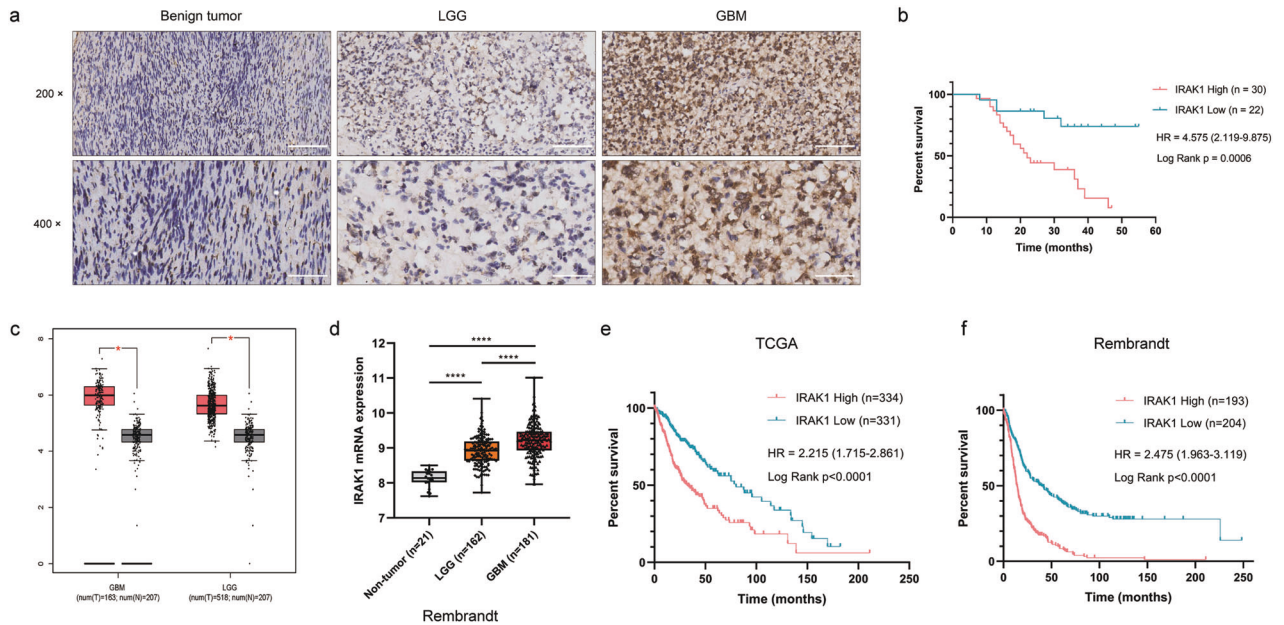 a
Benign tumor
LGG
GBM
200 ×
400 ×
b
Percent survival
100
50
0
0 10 20 30 40 50 60
Time (months)
IRAK1 High (n = 30)
IRAK1 Low (n = 22)
HR = 4.575 (2.119-9.875)
Log Rank p = 0.0006
c
8
6
4
2
0
*
*
GBM
(num(T)=163; num(N)=207)
LGG
(num(T)=518; num(N)=207)
d
IRAK1 mRNA expression
12
11
10
9
8
7
****
****
****
Non-tumor (n=21)
LGG (n=162)
GBM (n=181)
Rembrandt
e
TCGA
Percent survival
100
50
0
0 50 100 150 200 250
Time (months)
IRAK1 High (n=334)
IRAK1 Low (n=331)
HR = 2.215 (1.715-2.861)
Log Rank p<0.0001
f
Rembrandt
Percent survival
100
50
0
0 50 100 150 200 250
Time (months)
IRAK1 High (n=193)
IRAK1 Low (n=204)
HR = 2.475 (1.963-3.119)
Log Rank p<0.0001